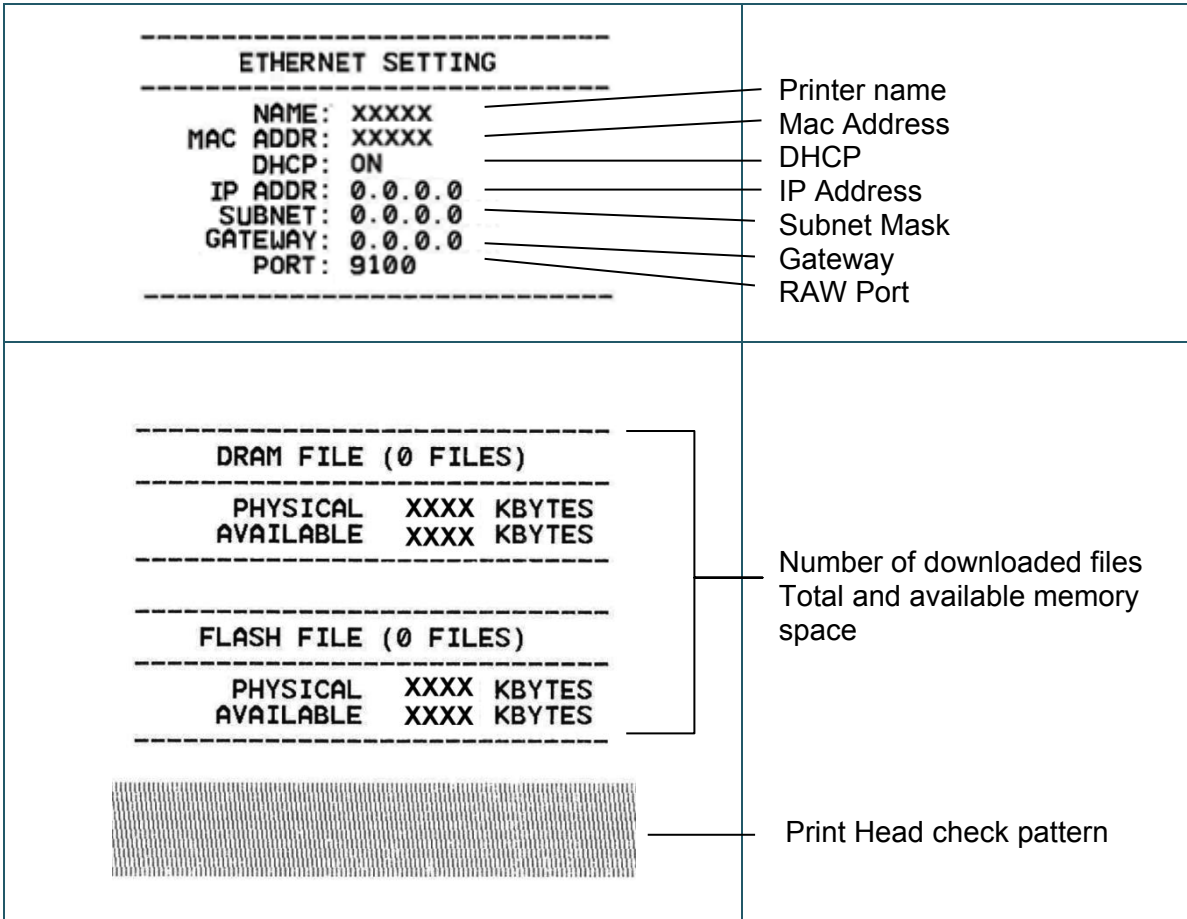 ETHERNET SETTING
NAME: XXXXX
MAC ADDR: XXXXX
DHCP: ON
IP ADDR: 0.0.0.0
SUBNET: 0.0.0.0
GATEWAY: 0.0.0.0
PORT: 9100
Printer name
Mac Address
DHCP
IP Address
Subnet Mask
Gateway
RAW Port
DRAM FILE (0 FILES)
PHYSICAL XXXX KBYTES
AVAILABLE XXXX KBYTES
FLASH FILE (0 FILES)
PHYSICAL XXXX KBYTES
AVAILABLE XXXX KBYTES
Number of downloaded files
Total and available memory
space
Print Head check pattern